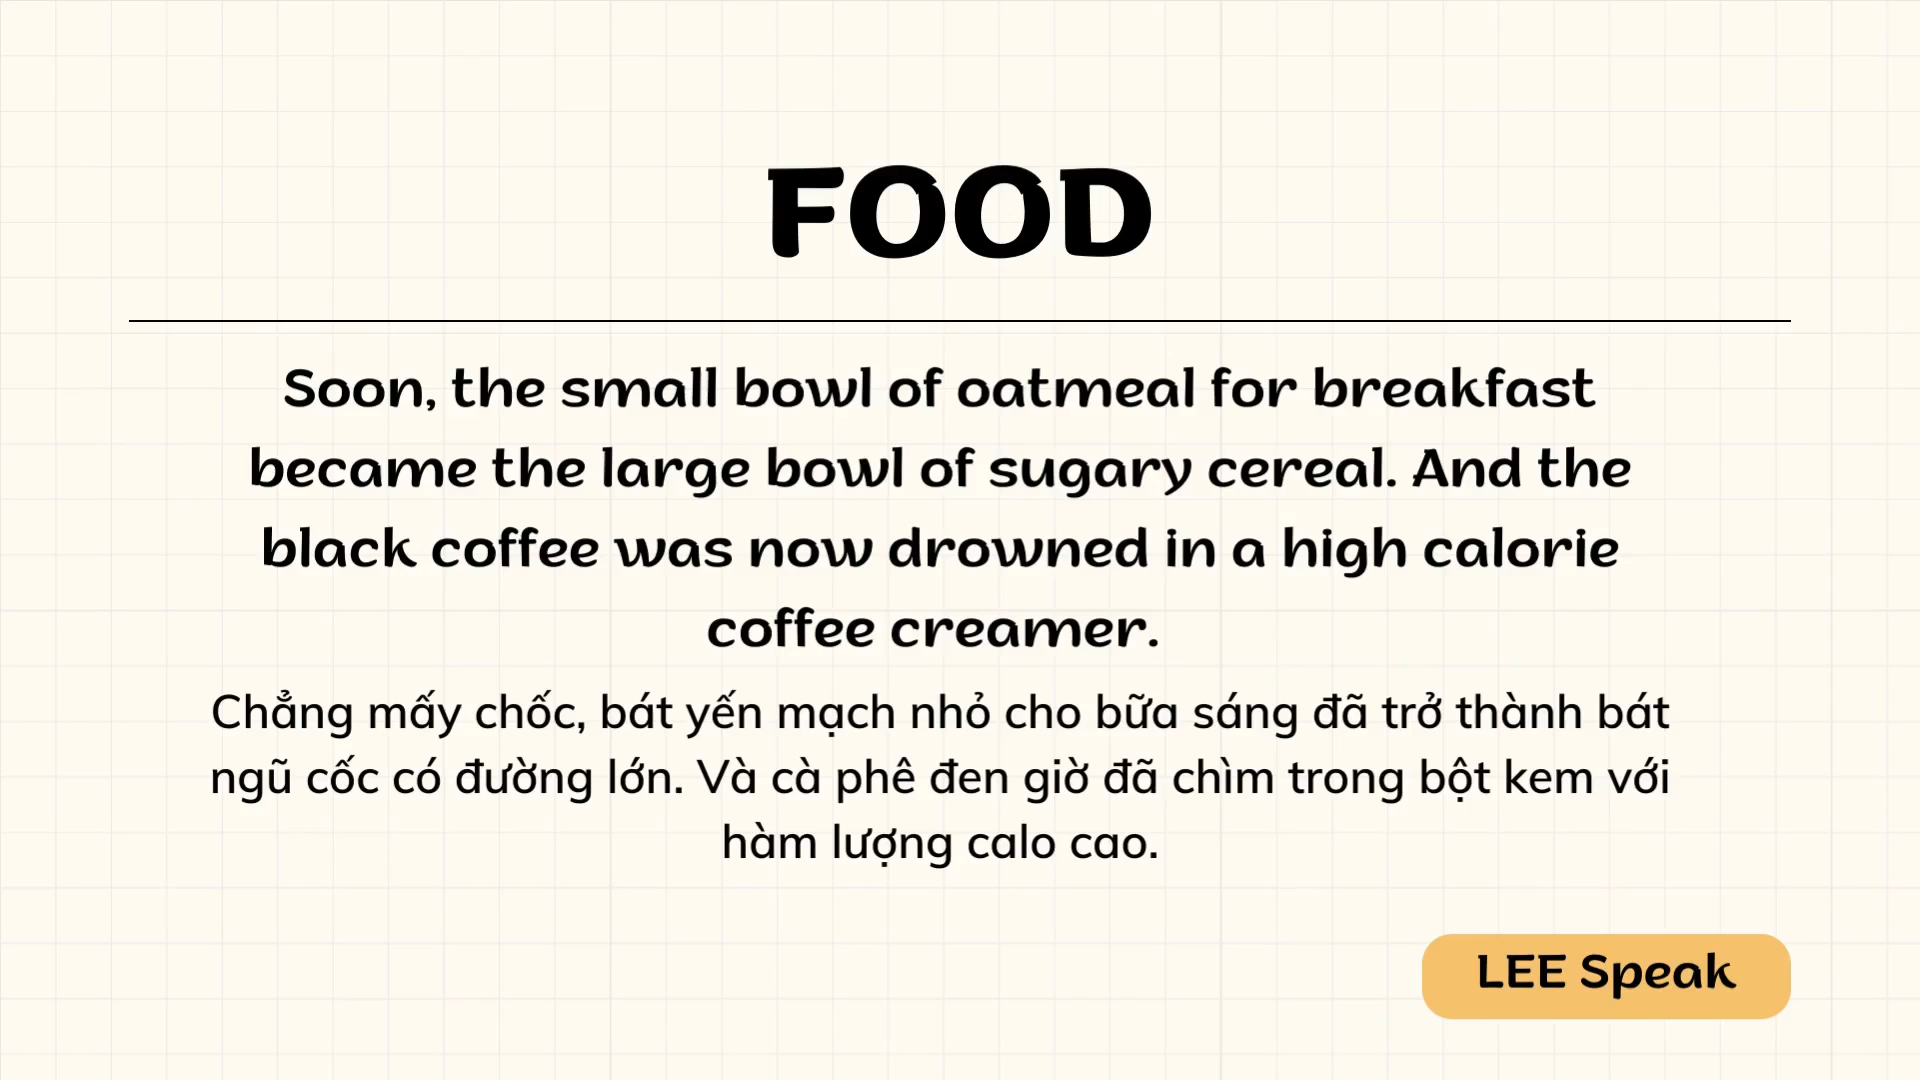 FOOD
Soon, the small bowl of oatmeal for breakfast
became the large bowl of sugary cereal. And the
black coffee was now drowned in a high calorie
coffee creamer.
Chẳng mấy chốc, bát yến mạch nhỏ cho bữa sáng đã trở thành bát
ngũ cốc có đường lớn. Và cà phê đen giờ đã chìm trong bột kem với
hàm lượng calo cao.
LEE Speak